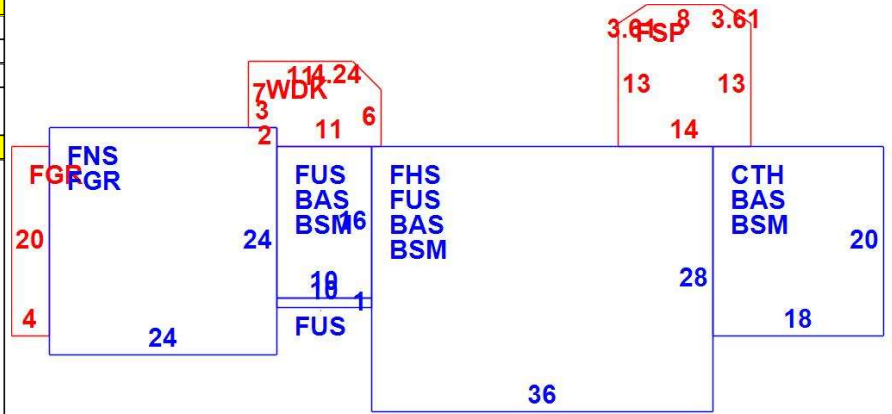 3.61 8 3.61
FSP
13 13
14
11 4.24
7 WDK
3 6
2 11
FGR
20
4
FNS
FGR
24
24
FUS
BAS
BSM
16
10
10 1
FUS
FHS
FUS
BAS
BSM
28
36
CTH
BAS
BSM
20
18